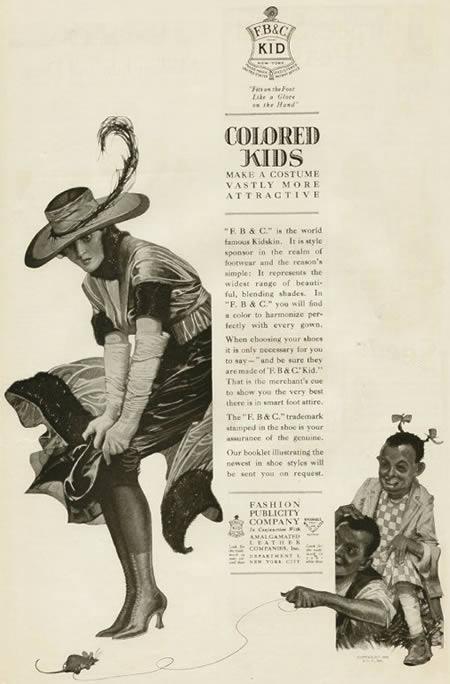 F.B&C.
KID
NEW-YORK
"Fits on the Foot
Like a Glove
on the Hand"
COLORED
KIDS
MAKE A COSTUME
VASTLY MORE
ATTRACTIVE
"F. B & C." is the world
famous Kidskin. It is style
sponsor in the realm of
footwear and the reason's
simple: It represents the
widest range of beauti-
ful, blending shades. In
"F. B & C." you will find
a color to harmonize per-
fectly with every gown.
When choosing your shoes
it is only necessary for you
to say—"and be sure they
are made of 'F. B & C.' Kid."
That is the merchant's cue
to show you the very best
there is in smart foot attire.
The "F. B & C." trademark
stamped in the shoe is your
assurance of the genuine.
Our booklet illustrating the
newest in shoe styles will
be sent you on request.
FASHION
PUBLICITY
COMPANY
In Conjunction With
AMALGAMATED
LEATHER
COMPANIES, Inc.
DEPARTMENT L
NEW YORK CITY